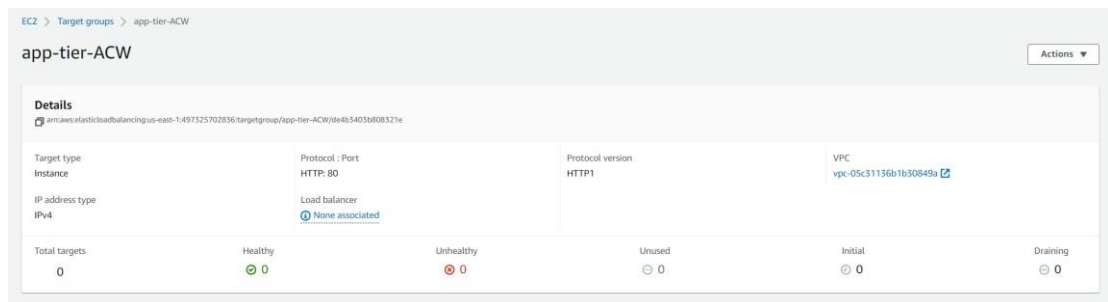 EC2 > Target groups > app-tier-ACW
app-tier-ACW
Actions
Details
arn:aws:elasticloadbalancing:us-east-1:497325702836:targetgroup/app-tier-ACW/de4b3403b808321e
Target type Protocol : Port Protocol version VPC
Instance HTTP: 80 HTTP1 vpc-05c31136b1b30849a
IP address type Load balancer
IPv4 None associated
Total targets Healthy Unhealthy Unused Initial Draining
0 0 0 0 0 0